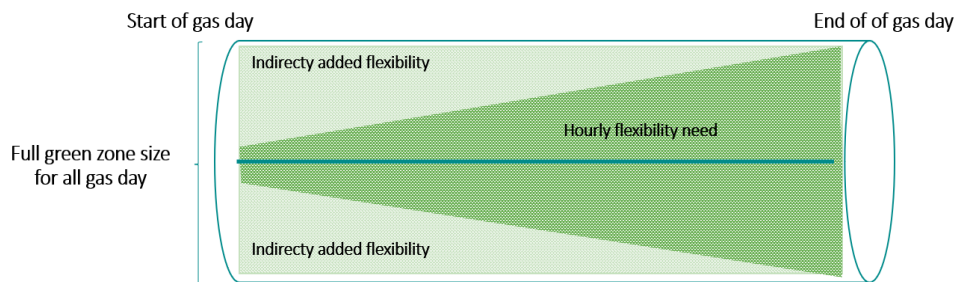 Start of gas day
End of of gas day
Indirecty added flexibility
Hourly flexibility need
Full green zone size
for all gas day
Indirecty added flexibility